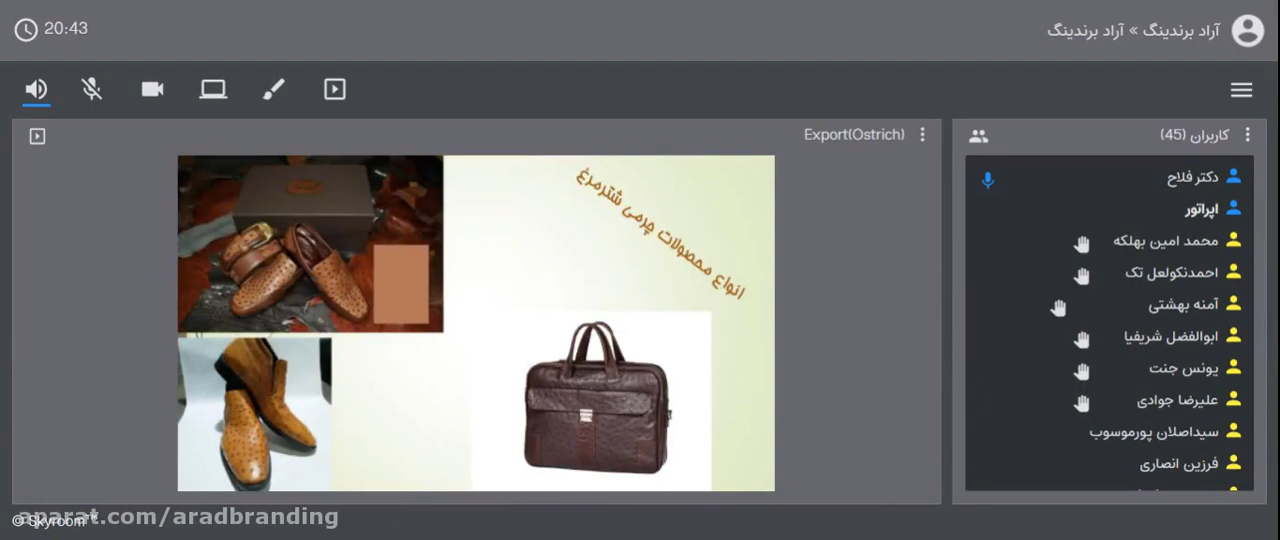 20:43
آراد برندینگ » آراد برندینگ
Export(Ostrich)
انواع محصولات چرمی شترمرغ
کاربران (45)
دکتر فلاح
اپراتور
محمد امین بهلکه
احمدنکولعل تک
آمنه بهشتی
ابوالفضل شریفیا
یونس جنت
علیرضا جوادی
سیداصلان پورموسوب
فرزین انصاری
© Skyroom™
aparat.com/aradbranding